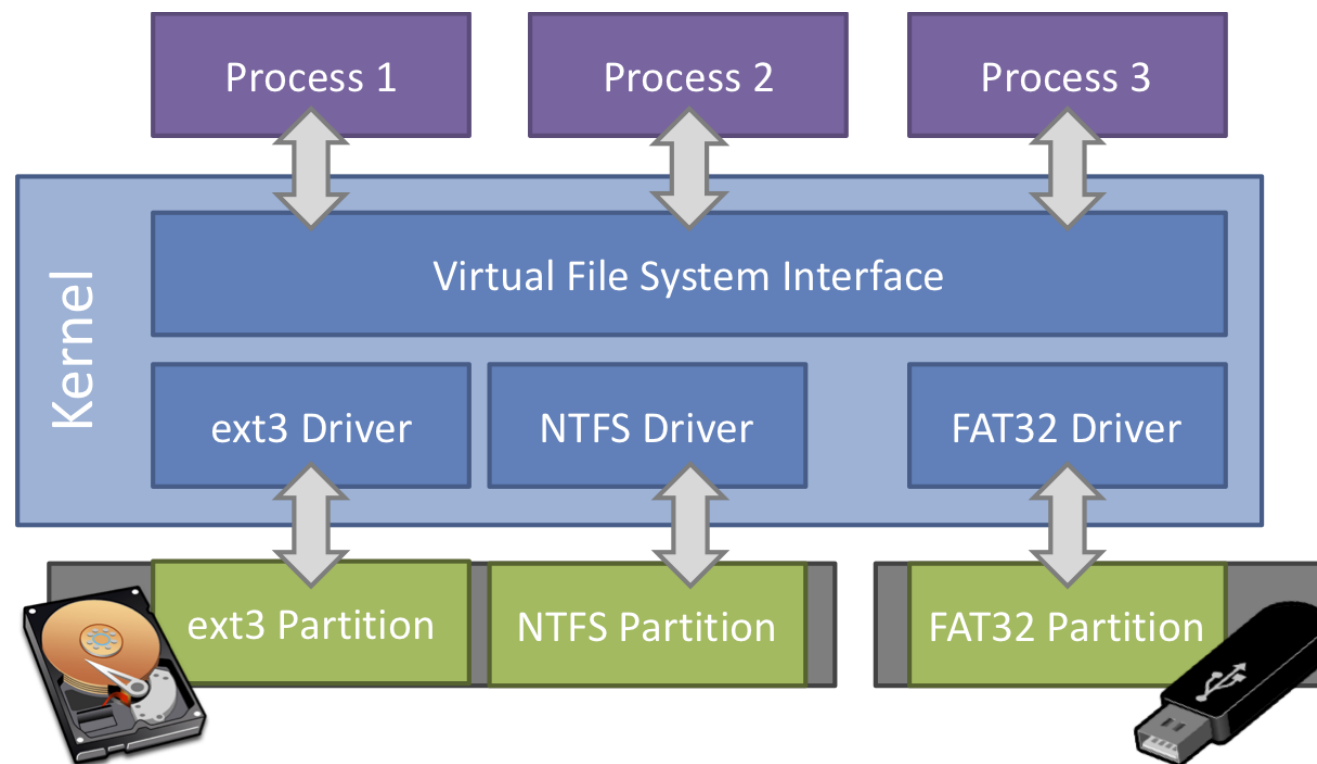 Process 1
Process 2
Process 3
Kernel
Virtual File System Interface
ext3 Driver
NTFS Driver
FAT32 Driver
ext3 Partition
NTFS Partition
FAT32 Partition